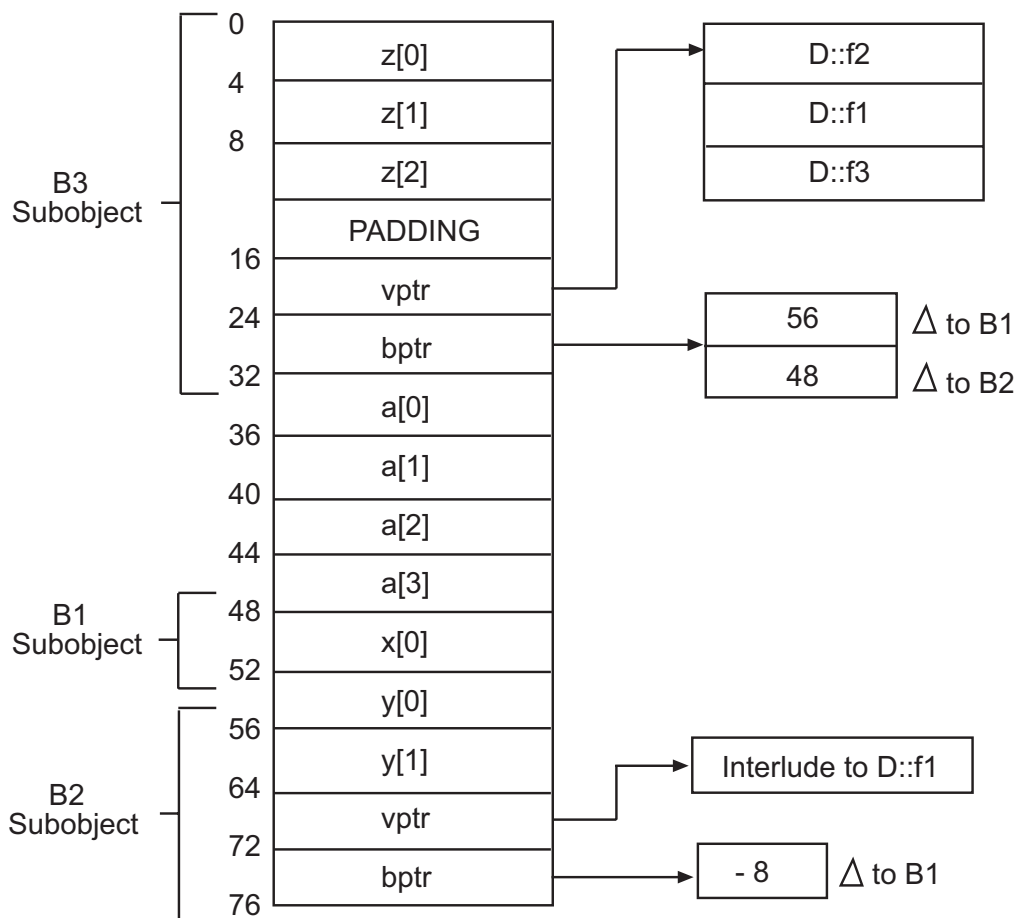 0
z[0]
4
z[1]
8
z[2]
PADDING
16
vptr
24
bptr
32
a[0]
36
a[1]
40
a[2]
44
a[3]
48
x[0]
52
y[0]
56
y[1]
64
vptr
72
bptr
76
B3
Subobject
B1
Subobject
B2
Subobject
D::f2
D::f1
D::f3
56 Δ to B1
48 Δ to B2
Interlude to D::f1
- 8 Δ to B1